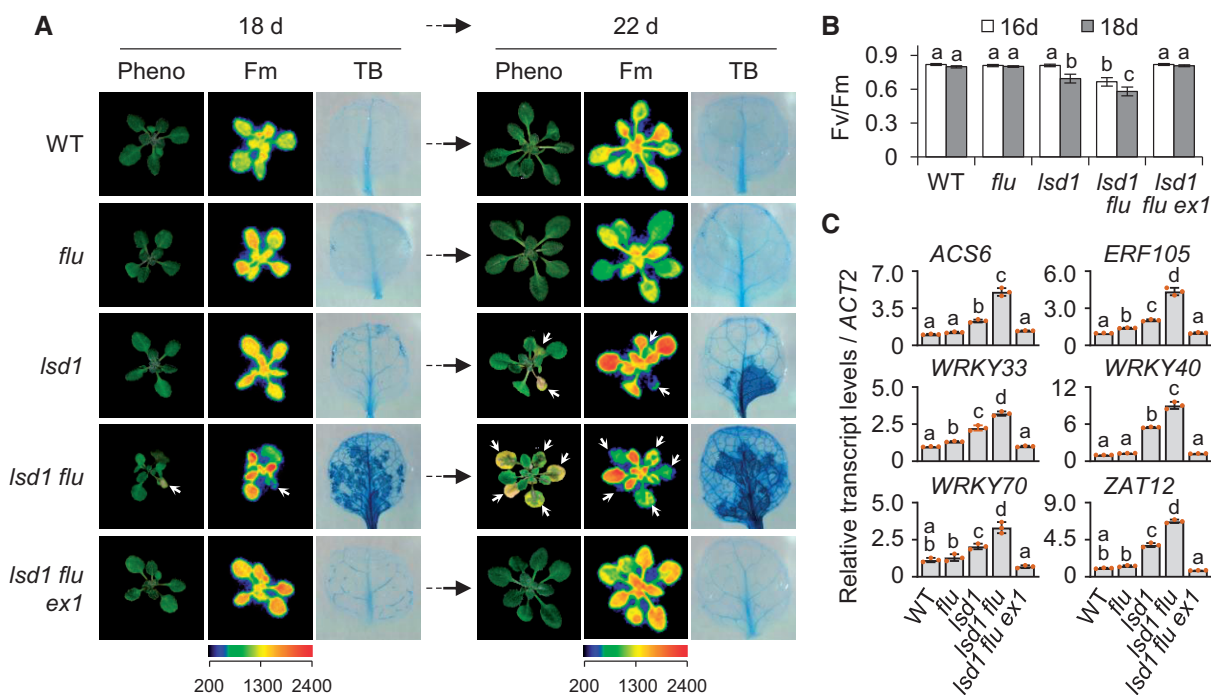 A
18 d
22 d
Pheno Fm TB
Pheno Fm TB
WT
flu
lsd1
lsd1 flu
lsd1 flu
ex1
200 1300 2400
200 1300 2400
B
16d 18d
Fv/Fm
0.9
0.6
0.3
0
a a a a a b b c a a
WT flu lsd1 lsd1 flu lsd1 flu ex1
C
Relative transcript levels / ACT2
ACS6
7.0
3.5
0.0
a a b c a
ERF105
6.0
3.0
0.0
a b c d a
WRKY33
5.0
2.5
0.0
a b c d a
WRKY40
12
6
0
a a b c a
WRKY70
5.0
2.5
0.0
a b b c d a
ZAT12
9.0
4.5
0.0
a b b c d a
WT
flu
lsd1
lsd1 flu
lsd1 flu ex1
WT
flu
lsd1
lsd1 flu
lsd1 flu ex1